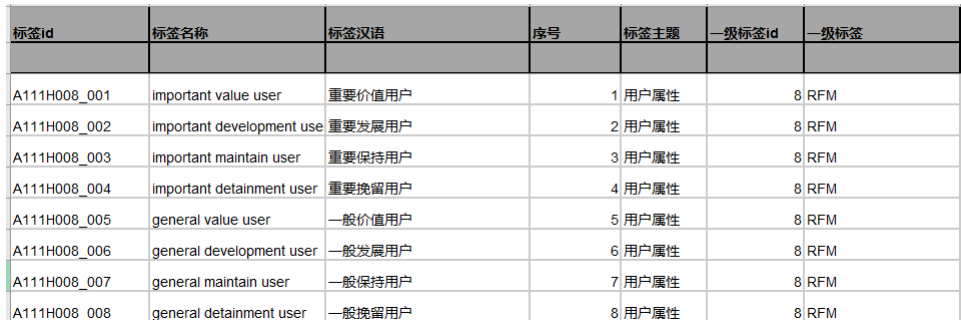 标签id 标签名称 标签汉语 序号 标签主题 一级标签id 一级标签
A111H008_001 important value user 重要价值用户 1 用户属性 8 RFM
A111H008_002 important development use 重要发展用户 2 用户属性 8 RFM
A111H008_003 important maintain user 重要保持用户 3 用户属性 8 RFM
A111H008_004 important detainment user 重要挽留用户 4 用户属性 8 RFM
A111H008_005 general value user 一般价值用户 5 用户属性 8 RFM
A111H008_006 general development user 一般发展用户 6 用户属性 8 RFM
A111H008_007 general maintain user 一般保持用户 7 用户属性 8 RFM
A111H008_008 general detainment user 一般挽留用户 8 用户属性 8 RFM